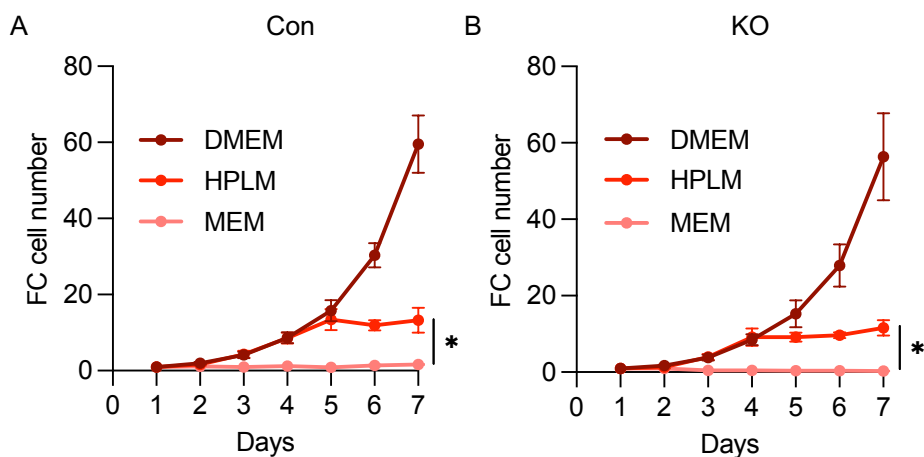 A
Con
FC cell number
80
60
40
20
0
DMEM
HPLM
MEM
*
0 1 2 3 4 5 6 7
Days
B
KO
FC cell number
80
60
40
20
0
DMEM
HPLM
MEM
*
0 1 2 3 4 5 6 7
Days